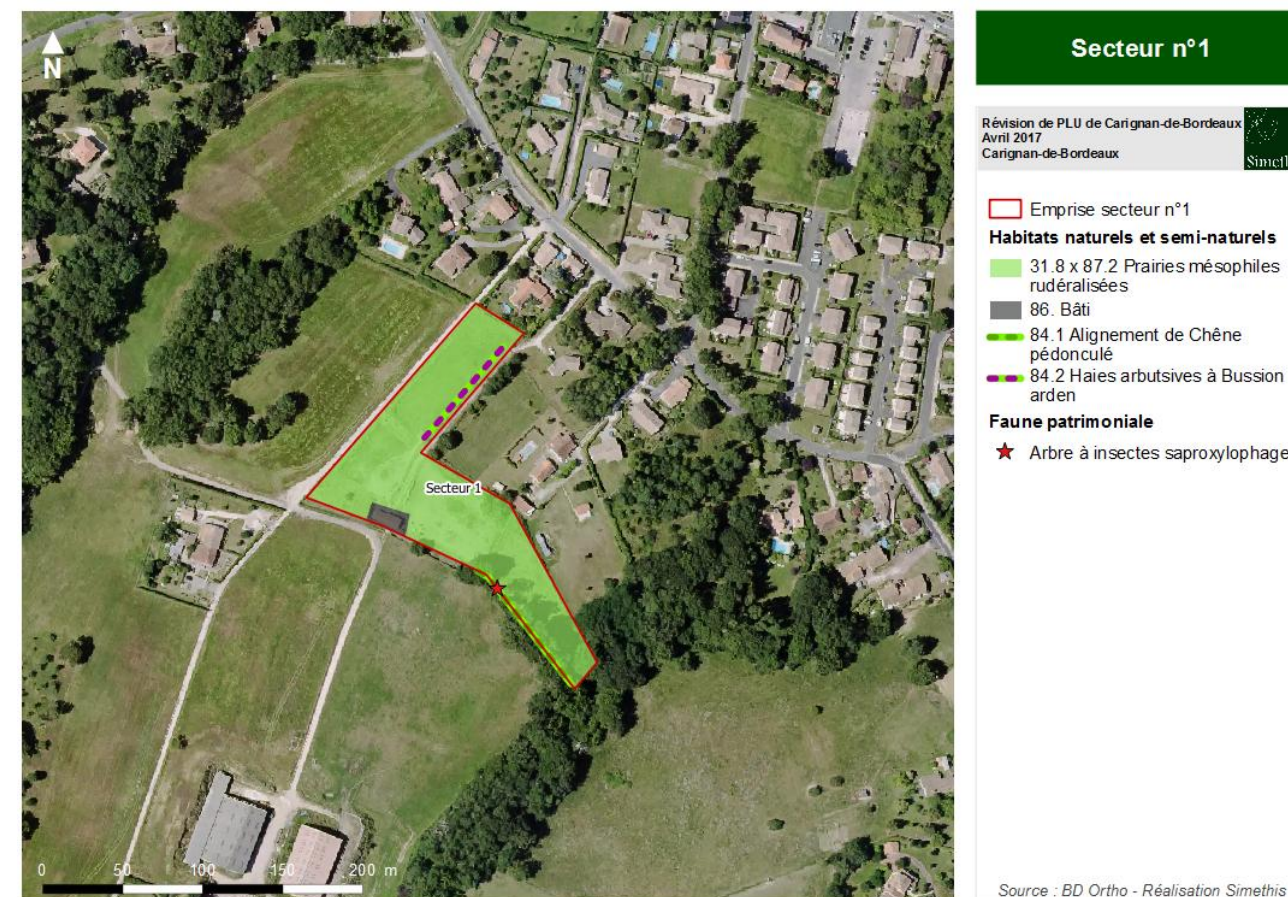 N
Secteur 1
0 50 100 150 200 m
Secteur n°1
Révision de PLU de Carignan-de-Bordeaux
Avril 2017
Carignan-de-Bordeaux
Simeth
Emprise secteur n°1
Habitats naturels et semi-naturels
31.8 x 87.2 Prairies mésophiles
rudéralisées
86. Bâti
84.1 Alignement de Chêne
pédonculé
84.2 Haies arbutsives à Bussion
arden
Faune patrimoniale
Arbre à insectes saproxylophage
Source : BD Ortho - Réalisation Simethis